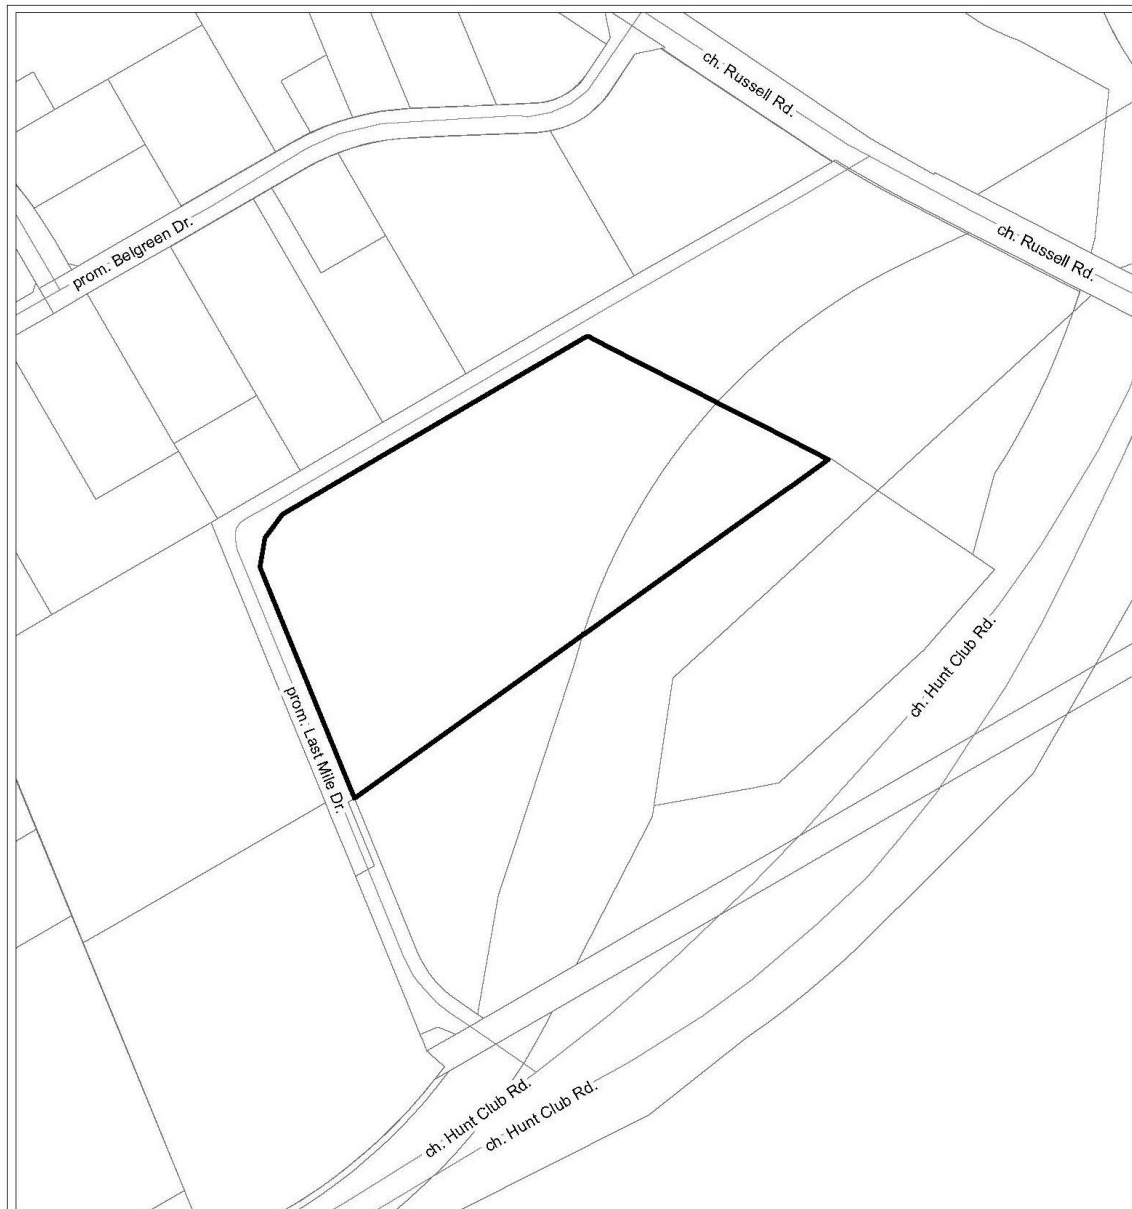 ch. Russell Rd.
prom. Belgreen Dr.
ch. Russell Rd.
ch. Hunt Club Rd.
prom. Last Mile Dr.
ch. Hunt Club Rd.
ch. Hunt Club Rd.